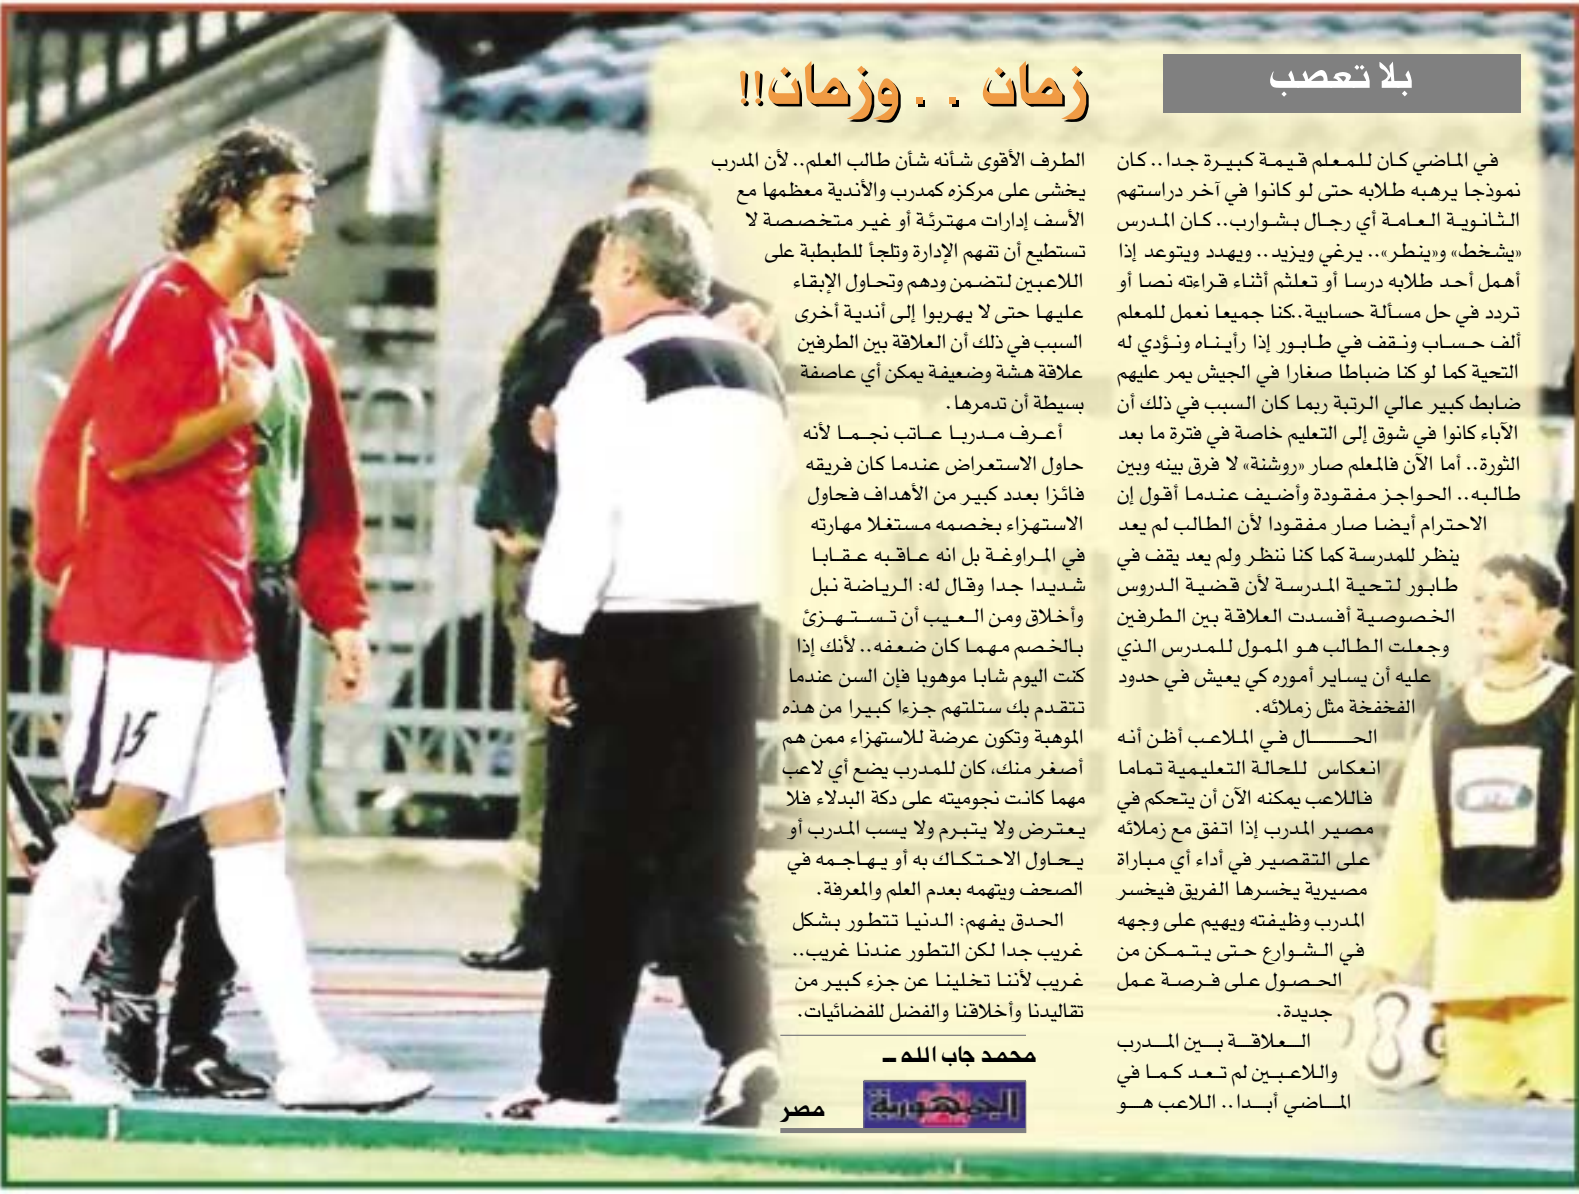 بلا تعصب
زمان . . وزمان!!
في الماضي كان للمعلم قيمة كبيرة جدا.. كان
نموذجا يرهبه طلابه حتى لو كانوا في آخر دراستهم
الثانوية العامة أي رجال بشوارب.. كان المدرس
«يشخط» و«ينطر».. يرغي ويزيد.. ويهدد ويتوعد إذا
أهمل أحد طلابه درسا أو تعلثم أثناء قراءته نصا أو
تردد في حل مسألة حسابية..كنا جميعا نعمل للمعلم
ألف حساب ونقف في طابور إذا رأيناه ونؤدي له
التحية كما لو كنا ضباطا صغارا في الجيش يمر عليهم
ضابط كبير عالي الرتبة ربما كان السبب في ذلك أن
الآباء كانوا في شوق إلى التعليم خاصة في فترة ما بعد
الثورة.. أما الآن فالمعلم صار «روشنة» لا فرق بينه وبين
طالبه.. الحواجز مفقودة وأضيف عندما أقول إن
الاحترام أيضا صار مفقودا لأن الطالب لم يعد
ينظر للمدرسة كما كنا ننظر ولم يعد يقف في
طابور لتحية المدرسة لأن قضية الدروس
الخصوصية أفسدت العلاقة بين الطرفين
وجعلت الطالب هو الممول للمدرس الذي
عليه أن يساير أموره كي يعيش في حدود
الفخفخة مثل زملائه.
الحال في الملاعب أظن أنه
انعكاس للحالة التعليمية تماما
فاللاعب يمكنه الآن أن يتحكم في
مصير المدرب إذا اتفق مع زملائه
على التقصير في أداء أي مباراة
مصيرية يخسرها الفريق فيخسر
المدرب وظيفته ويهيم على وجهه
في الشوارع حتى يتمكن من
الحصول على فرصة عمل
جديدة.
العلاقة بين المدرب
واللاعبين لم تعد كما في
الماضي أبدا.. اللاعب هو
الطرف الأقوى شأنه شأن طالب العلم.. لأن المدرب
يخشى على مركزه كمدرب والأندية معظمها مع
الأسف إدارات مهترئة أو غير متخصصة لا
تستطيع أن تفهم الإدارة وتلجأ للطبطبة على
اللاعبين لتضمن ودهم وتحاول الإبقاء
عليها حتى لا يهربوا إلى أندية أخرى
السبب في ذلك أن العلاقة بين الطرفين
علاقة هشة وضعيفة يمكن أي عاصفة
بسيطة أن تدمرها.
أعرف مدربا عاتب نجما لأنه
حاول الاستعراض عندما كان فريقه
فائزا بعدد كبير من الأهداف فحاول
الاستهزاء بخصمه مستغلا مهارته
في المراوغة بل انه عاقبه عقابا
شديدا جدا وقال له: الرياضة نبل
وأخلاق ومن العيب أن تستهزئ
بالخصم مهما كان ضعفه.. لأنك إذا
كنت اليوم شابا موهوبا فإن السن عندما
تتقدم بك ستلتهم جزءا كبيرا من هذه
الموهبة وتكون عرضة للاستهزاء ممن هم
أصغر منك، كان للمدرب يضع أي لاعب
مهما كانت نجوميته على دكة البدلاء فلا
يعترض ولا يتبرم ولا يسب المدرب أو
يحاول الاحتكاك به أو يهاجمه في
الصحف ويتهمه بعدم العلم والمعرفة.
الحدق يفهم: الدنيا تتطور بشكل
غريب جدا لكن التطور عندنا غريب..
غريب لأننا تخلينا عن جزء كبير من
تقاليدنا وأخلاقنا والفضل للفضائيات.
محمد جاب الله ـ
الجمهورية
مصر
15